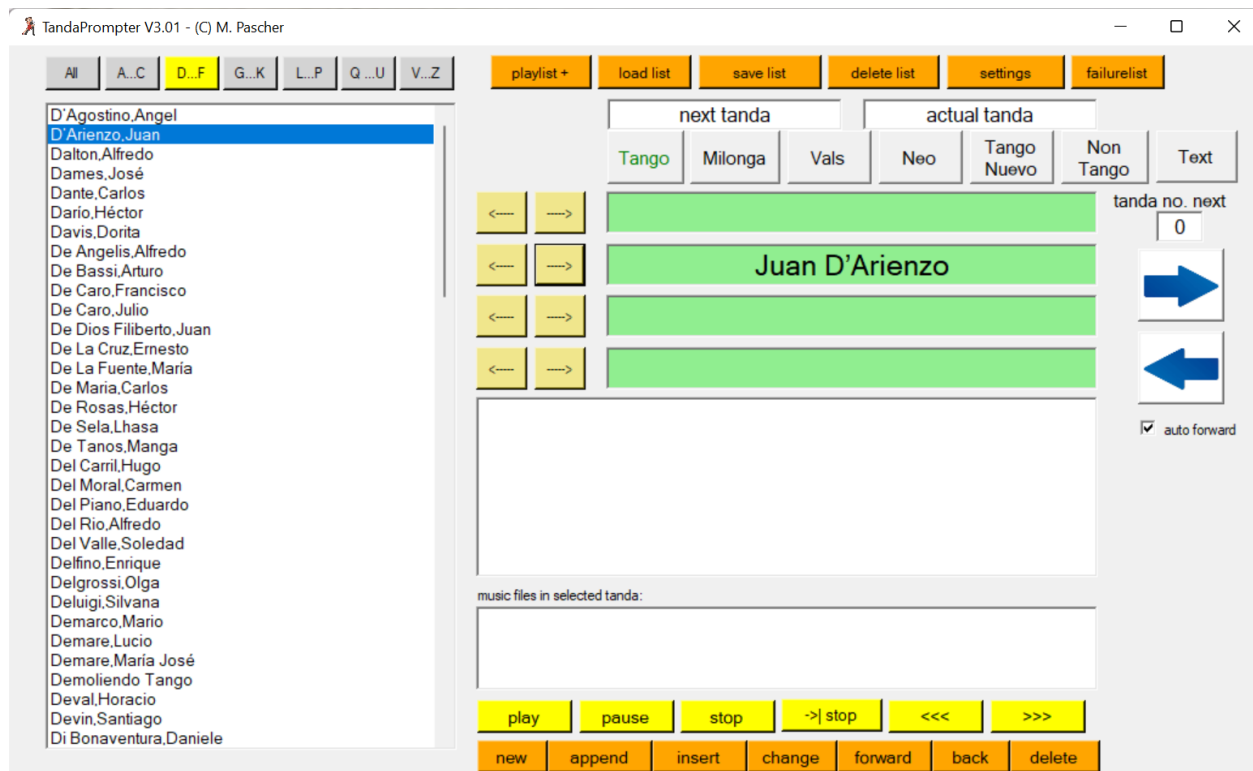 TandaPrompter V3.01 - (C) M. Pascher
All A...C D...F G...K L...P Q ...U V...Z
playlist + load list save list delete list settings failurelist
D'Agostino,Angel
D'Arienzo,Juan
Dalton,Alfredo
Dames,José
Dante,Carlos
Darío,Héctor
Davis,Dorita
De Angelis,Alfredo
De Bassi,Arturo
De Caro,Francisco
De Caro,Julio
De Dios Filiberto,Juan
De La Cruz,Ernesto
De La Fuente,María
De Maria,Carlos
De Rosas,Héctor
De Sela,Lhasa
De Tanos,Manga
Del Carril,Hugo
Del Moral,Carmen
Del Piano,Eduardo
Del Rio,Alfredo
Del Valle,Soledad
Delfino,Enrique
Delgrossi,Olga
Deluigi,Silvana
Demarco,Mario
Demare,Lucio
Demare,María José
Demoliendo Tango
Deval,Horacio
Devin,Santiago
Di Bonaventura,Daniele
next tanda actual tanda
Tango Milonga Vals Neo Tango Nuevo Non Tango Text
tanda no. next
0
<----- ----->
<----- ----->
Juan D'Arienzo
<----- ----->
<----- ----->
auto forward
music files in selected tanda:
play pause stop ->| stop <<< >>>
new append insert change forward back delete